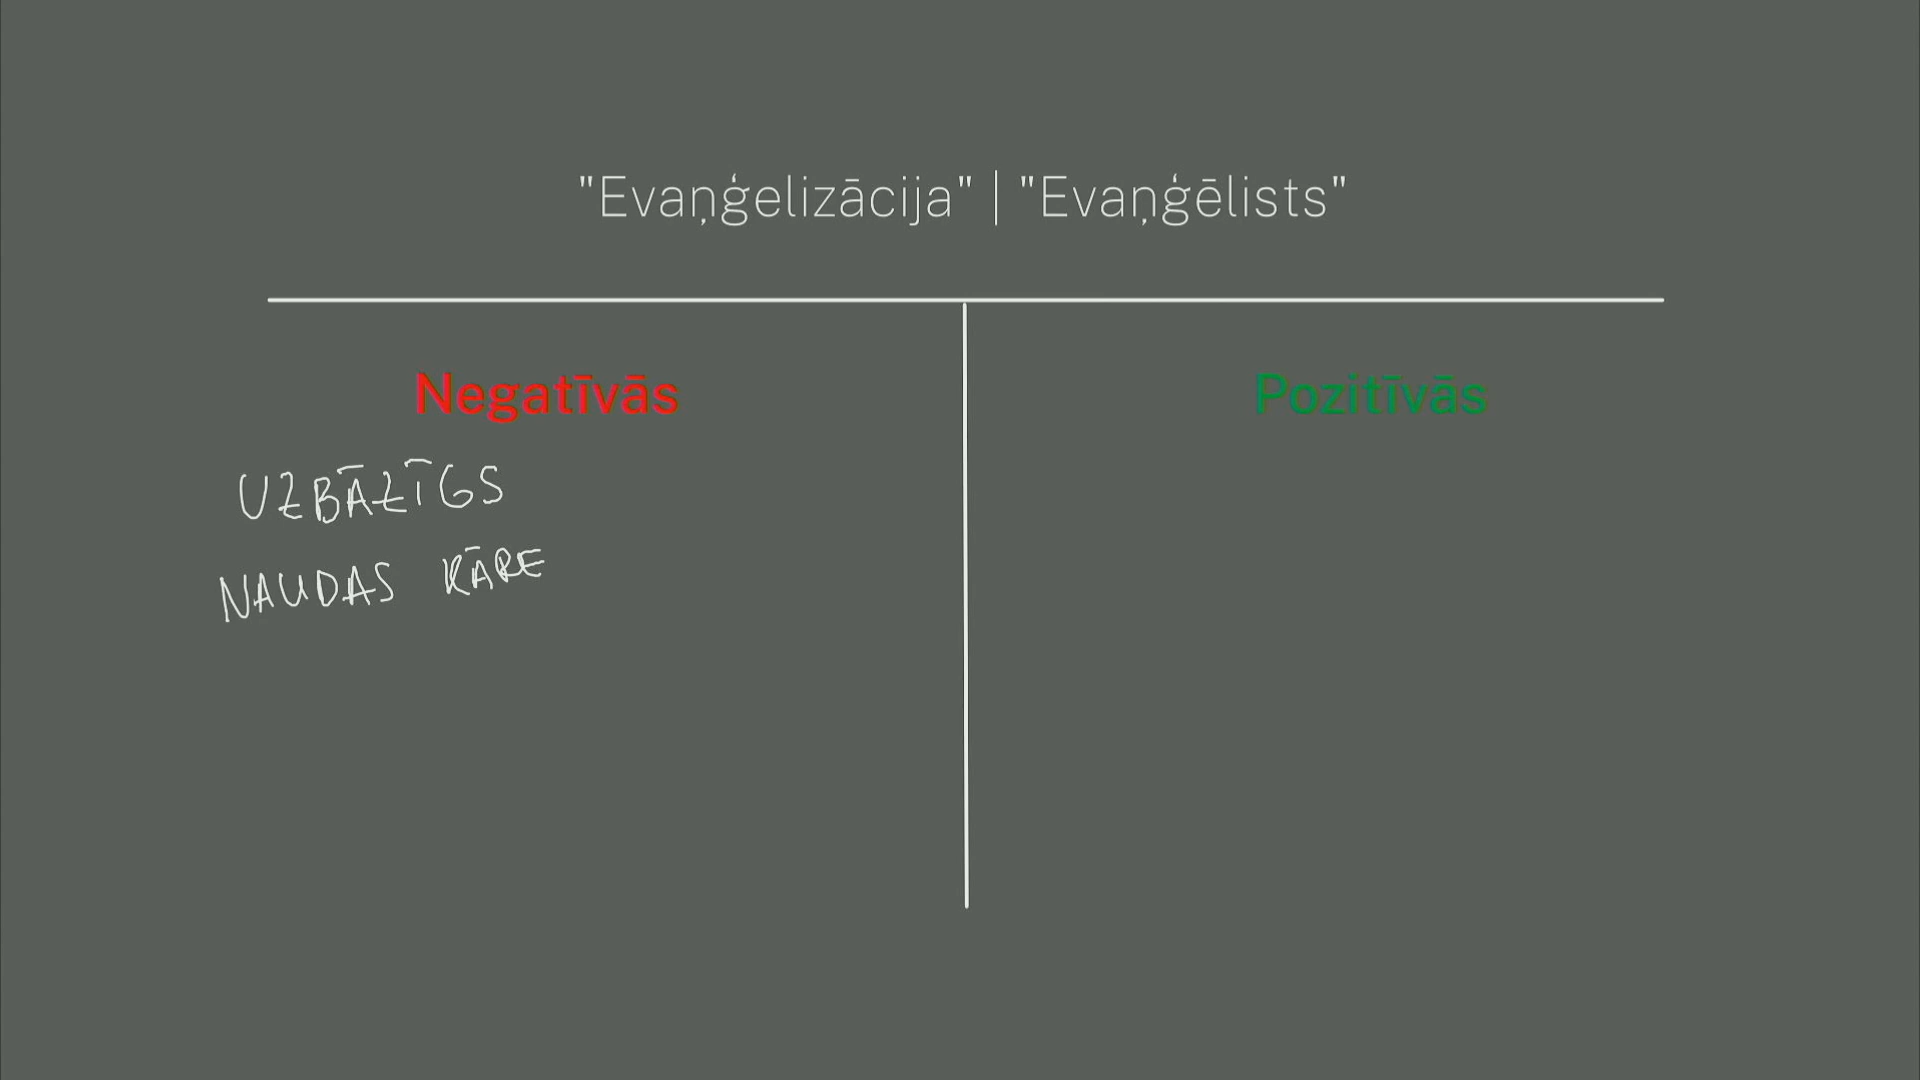 "Evaņģelizācija" | "Evaņģēlists"
Negatīvās
Pozitīvās
UZBĀZĪGS
NAUDAS KĀRE